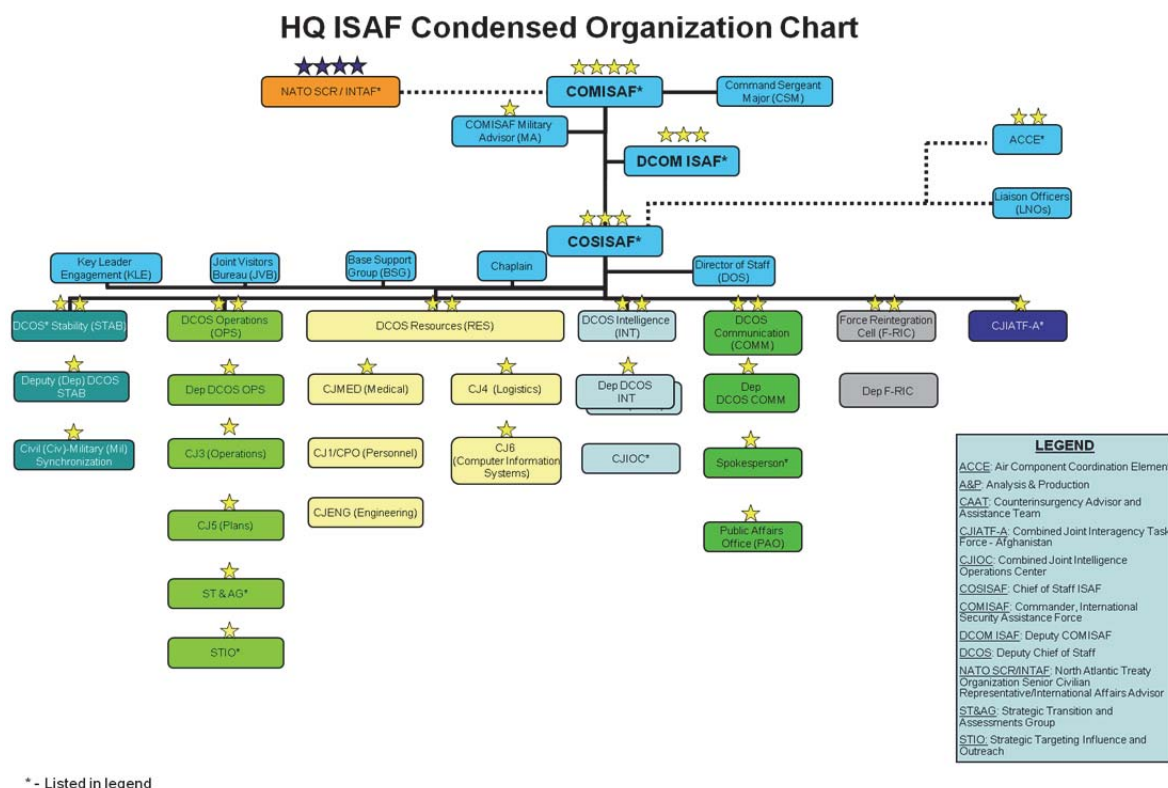 HQ ISAF Condensed Organization Chart
NATO SCR / INTAF*
COMISAF*
Command Sergeant
Major (CSM)
COMISAF Military
Advisor (MA)
DCOM ISAF*
ACCE*
Liaison Officers
(LNOs)
COSISAF*
Key Leader
Engagement (KLE)
Joint Visitors
Bureau (JVB)
Base Support
Group (BSG)
Chaplain
Director of Staff
(DOS)
DCOS* Stability (STAB)
DCOS Operations
(OPS)
DCOS Resources (RES)
DCOS Intelligence
(INT)
DCOS
Communication
(COMM)
Force Reintegration
Cell (F-RIC)
CJIATF-A*
Deputy (Dep) DCOS
STAB
Dep DCOS OPS
CJMED (Medical)
CJ4 (Logistics)
Dep DCOS
INT
Dep
DCOS COMM
Dep F-RIC
Civil (Civ)-Military (Mil)
Synchronization
CJ3 (Operations)
CJ1/CPO (Personnel)
CJ6
(Computer Information
Systems)
CJIOC*
Spokesperson*
CJ5 (Plans)
CJENG (Engineering)
Public Affairs
Office (PAO)
ST & AG*
STIO*
LEGEND
ACCE: Air Component Coordination Element
A&P: Analysis & Production
CAAT: Counterinsurgency Advisor and
Assistance Team
CJIATF-A: Combined Joint Interagency Task
Force - Afghanistan
CJIOC: Combined Joint Intelligence
Operations Center
COSISAF: Chief of Staff ISAF
COMISAF: Commander, International
Security Assistance Force
DCOM ISAF: Deputy COMISAF
DCOS: Deputy Chief of Staff
NATO SCR/INTAF: North Atlantic Treaty
Organization Senior Civilian
Representative/International Affairs Advisor
ST&AG: Strategic Transition and
Assessments Group
STIO: Strategic Targeting Influence and
Outreach
* - Listed in legend